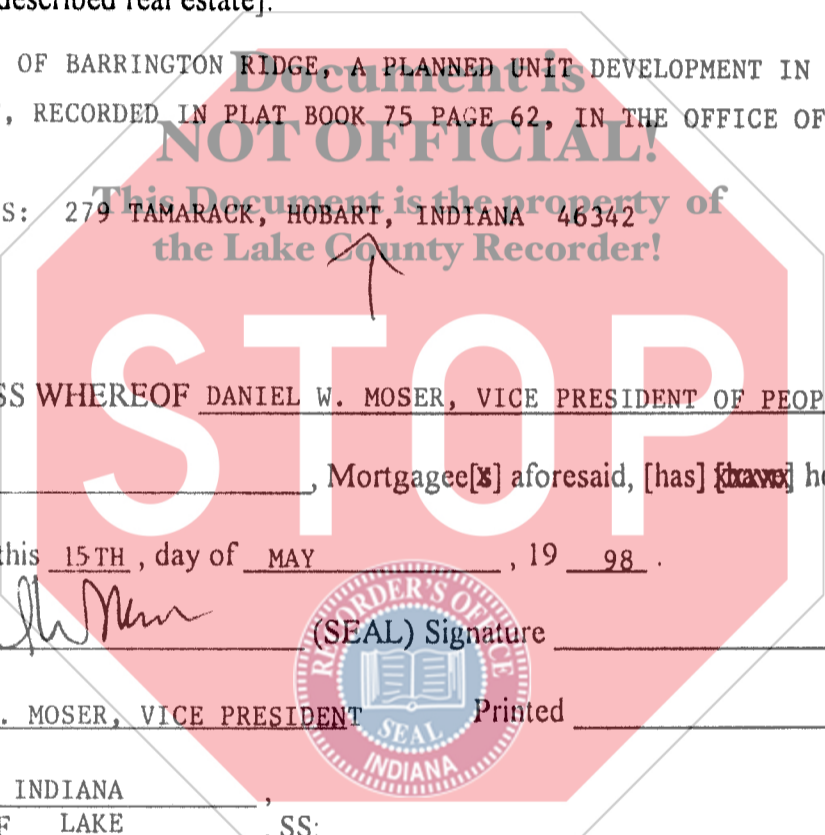 described real estate].
OF BARRINGTON RIDGE, A PLANNED UNIT DEVELOPMENT IN
, RECORDED IN PLAT BOOK 75 PAGE 62, IN THE OFFICE OF
Document is
NOT OFFICIAL!
This Document is the property of
the Lake County Recorder!
S: 279 TAMARACK, HOBART, INDIANA 46342
STOP
SS WHEREOF DANIEL W. MOSER, VICE PRESIDENT OF PEOP
, Mortgagee[s] aforesaid, [has] [have] he
this 15TH, day of MAY, 19 98.
(SEAL) Signature
. MOSER, VICE PRESIDENT Printed
RECORDER'S OFFICE
SEAL
INDIANA
INDIANA,
F LAKE SS: